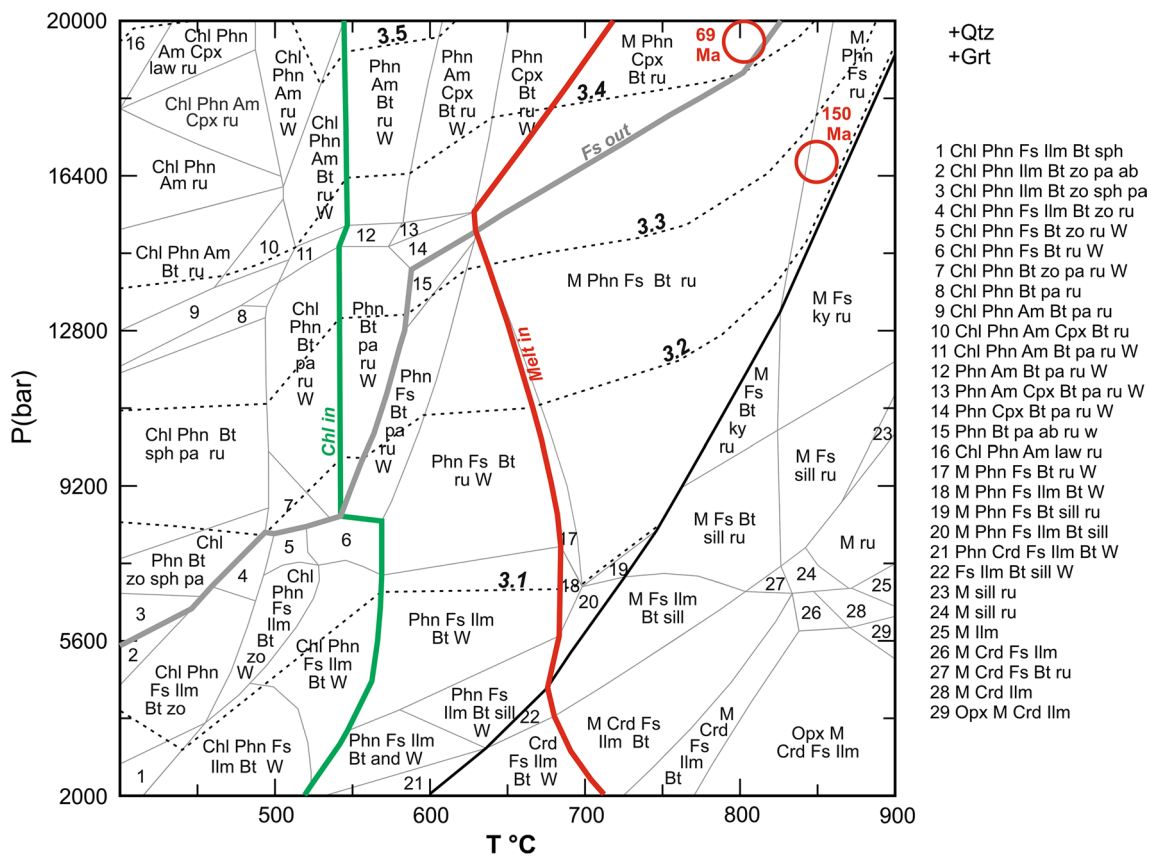 20000
16400
12800
9200
5600
2000
P(bar)
500
600
700
800
900
T °C
16
Chl Phn
Am Cpx
law ru
Chl
Phn
Am
ru
W
3.5
Phn
Am
Bt
ru
W
Phn
Am
Cpx
Bt
ru
W
Phn
Cpx
Bt
ru
W
M Phn
Cpx
Bt ru
69
Ma
M
Phn
Fs
ru
3.4
150
Ma
Chl Phn Am
Cpx ru
Chl
Phn
Am
Bt
ru
W
Fs out
Chl Phn
Am ru
3.3
10
11
12
13
14
15
Chl Phn Am
Bt ru
M Phn Fs Bt ru
M Fs
ky ru
9
8
Chl
Phn
Bt
pa
ru
W
Phn
Bt
pa
ru
W
Melt in
3.2
Phn
Fs
Bt
pa
ru
W
M
Fs
Bt
ky
ru
Chl in
Chl Phn Bt
sph pa ru
23
Phn Fs Bt
ru W
M Fs
sill ru
7
M Fs Bt
sill ru
5
6
17
M ru
Chl
Phn Bt
zo sph pa
4
Chl
Phn
Fs
Ilm
Bt
zo
W
3.1
18
19
20
27
24
25
3
M Fs Ilm
Bt sill
26
28
29
2
Phn Fs Ilm
Bt W
Chl Phn
Fs Ilm
Bt W
Chl Phn
Fs Ilm
Bt zo
Phn Fs
Ilm Bt sill
W
22
M Crd Fs
Ilm Bt
M
Crd
Fs
Ilm
Bt
Opx M
Crd Fs Ilm
Chl Phn Fs
Ilm Bt W
Phn Fs Ilm
Bt and W
Crd
Fs Ilm
Bt W
1
21
+Qtz
+Grt
1 Chl Phn Fs Ilm Bt sph
2 Chl Phn Ilm Bt zo pa ab
3 Chl Phn Ilm Bt zo sph pa
4 Chl Phn Fs Ilm Bt zo ru
5 Chl Phn Fs Bt zo ru W
6 Chl Phn Fs Bt ru W
7 Chl Phn Bt zo pa ru W
8 Chl Phn Bt pa ru
9 Chl Phn Am Bt pa ru
10 Chl Phn Am Cpx Bt ru
11 Chl Phn Am Bt pa ru W
12 Phn Am Bt pa ru W
13 Phn Am Cpx Bt pa ru W
14 Phn Cpx Bt pa ru W
15 Phn Bt pa ab ru w
16 Chl Phn Am law ru
17 M Phn Fs Bt ru W
18 M Phn Fs Ilm Bt W
19 M Phn Fs Bt sill ru
20 M Phn Fs Ilm Bt sill
21 Phn Crd Fs Ilm Bt W
22 Fs Ilm Bt sill W
23 M sill ru
24 M sill ru
25 M Ilm
26 M Crd Fs Ilm
27 M Crd Fs Bt ru
28 M Crd Ilm
29 Opx M Crd Ilm